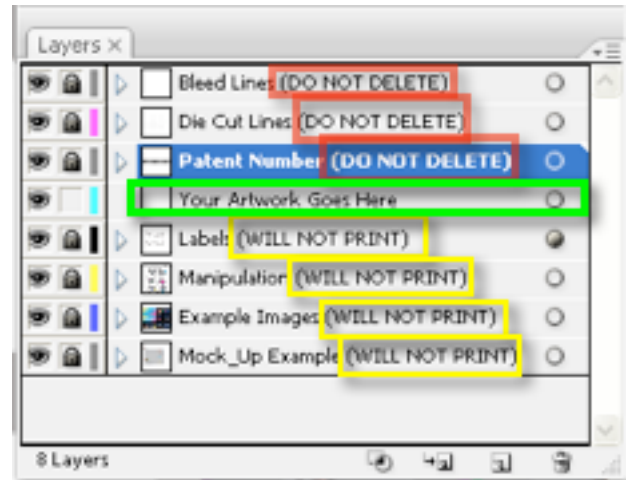 Layers ×
Bleed Lines (DO NOT DELETE)
Die Cut Lines (DO NOT DELETE)
Patent Number (DO NOT DELETE)
Your Artwork Goes Here
Labels (WILL NOT PRINT)
Manipulation (WILL NOT PRINT)
Example Images (WILL NOT PRINT)
Mock_Up Example (WILL NOT PRINT)
8 Layers